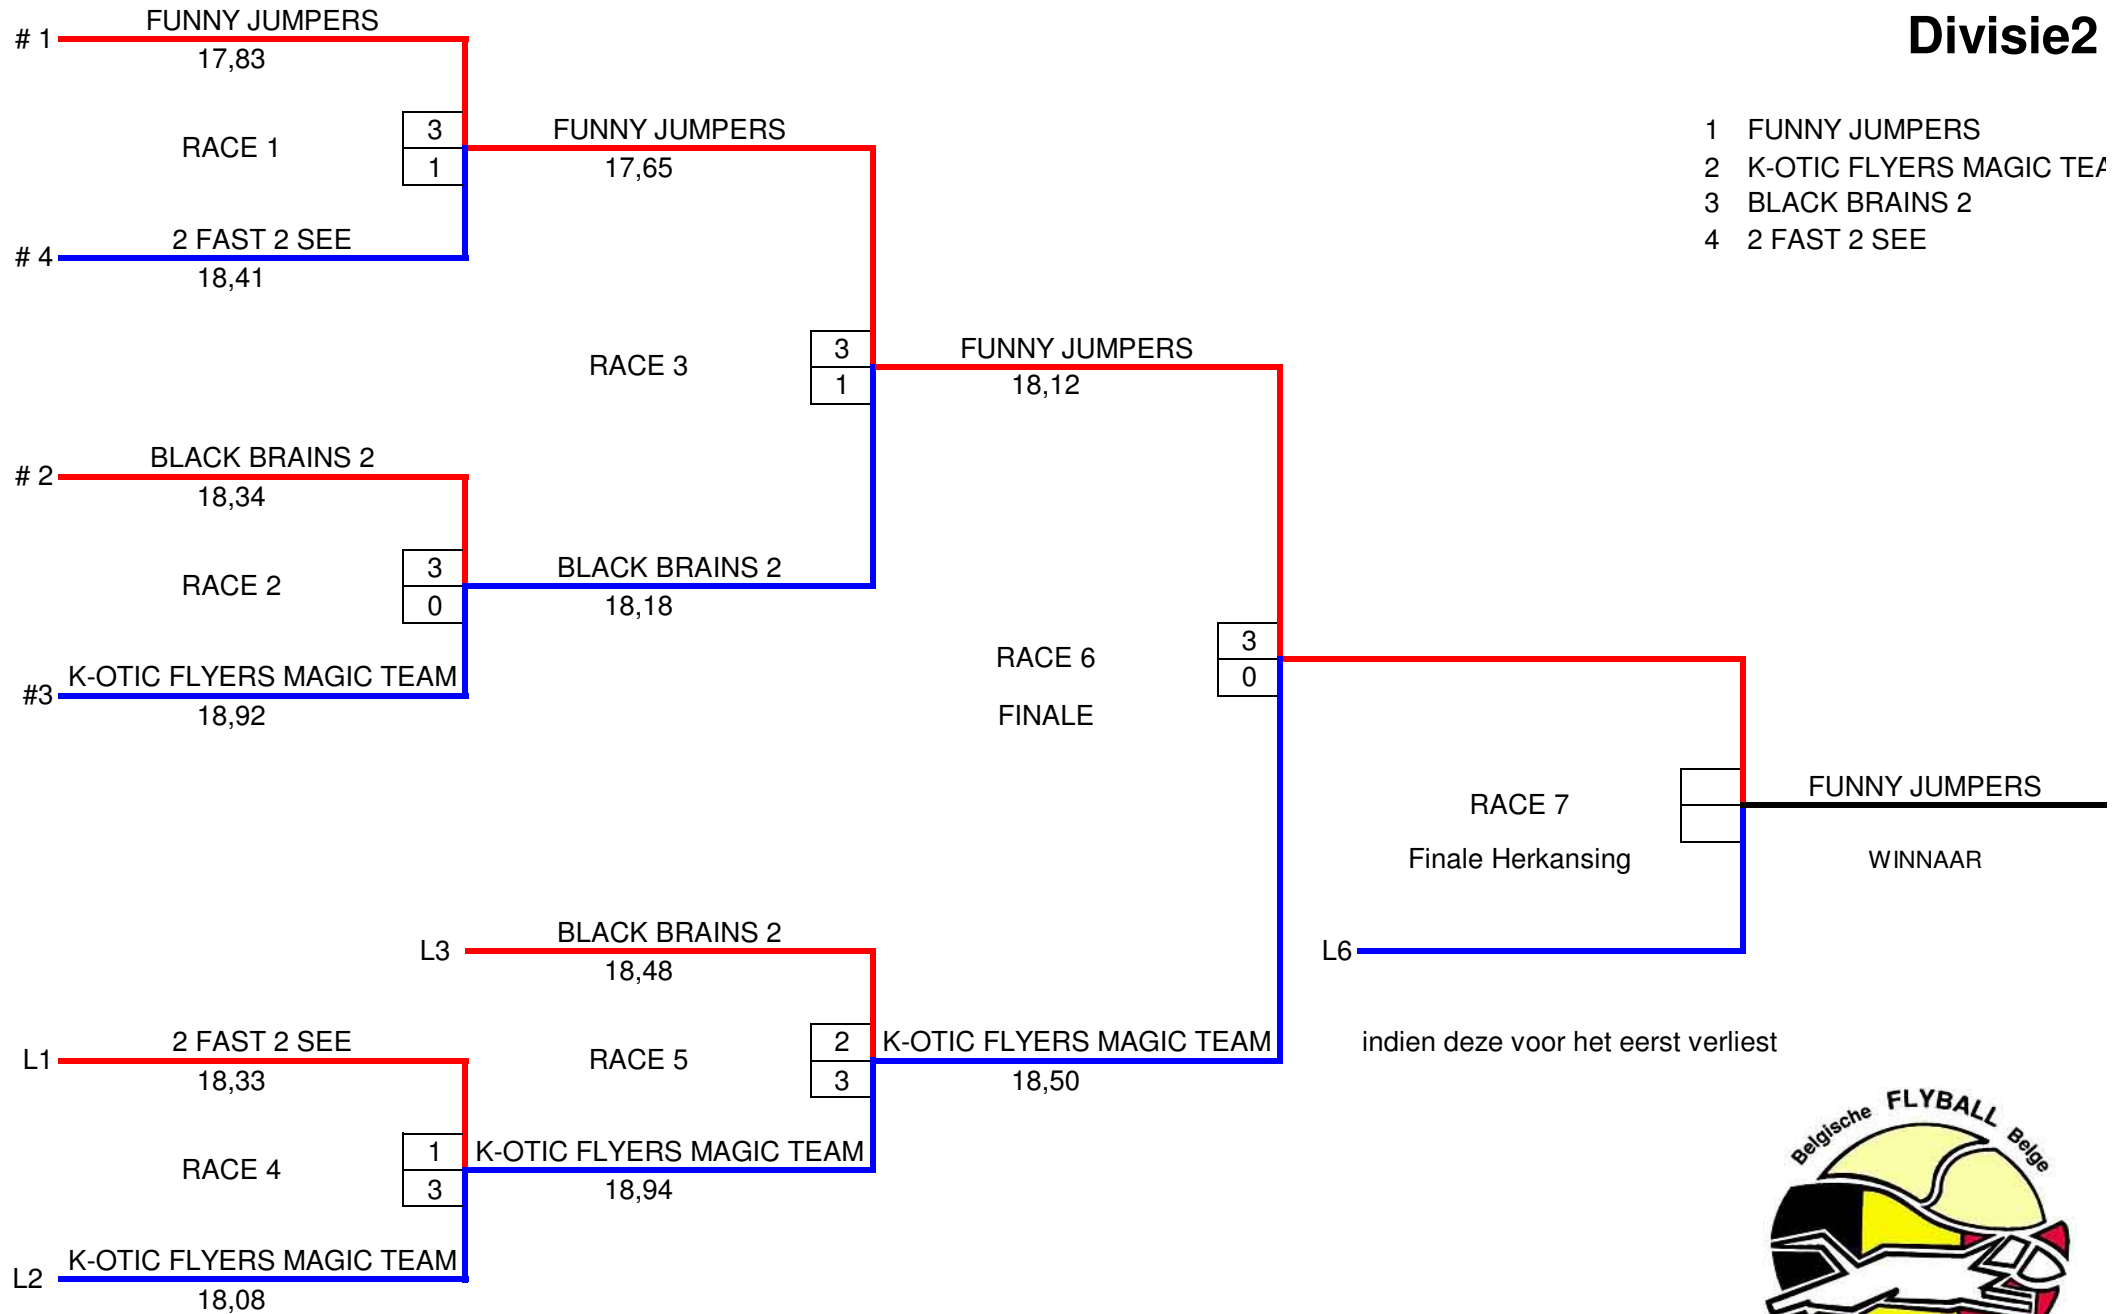 Divisie2
1 FUNNY JUMPERS
2 K-OTIC FLYERS MAGIC TEA
3 BLACK BRAINS 2
4 2 FAST 2 SEE
# 1
FUNNY JUMPERS
17,83
RACE 1
3
1
# 4
2 FAST 2 SEE
18,41
FUNNY JUMPERS
17,65
RACE 3
3
1
# 2
BLACK BRAINS 2
18,34
RACE 2
3
0
#3
K-OTIC FLYERS MAGIC TEAM
18,92
BLACK BRAINS 2
18,18
FUNNY JUMPERS
18,12
RACE 6
3
0
FINALE
RACE 7
Finale Herkansing
FUNNY JUMPERS
WINNAAR
L6
indien deze voor het eerst verliest
L3
BLACK BRAINS 2
18,48
RACE 5
2
3
K-OTIC FLYERS MAGIC TEAM
18,50
L1
2 FAST 2 SEE
18,33
RACE 4
1
3
K-OTIC FLYERS MAGIC TEAM
18,94
L2
K-OTIC FLYERS MAGIC TEAM
18,08
Belgische FLYBALL Belge